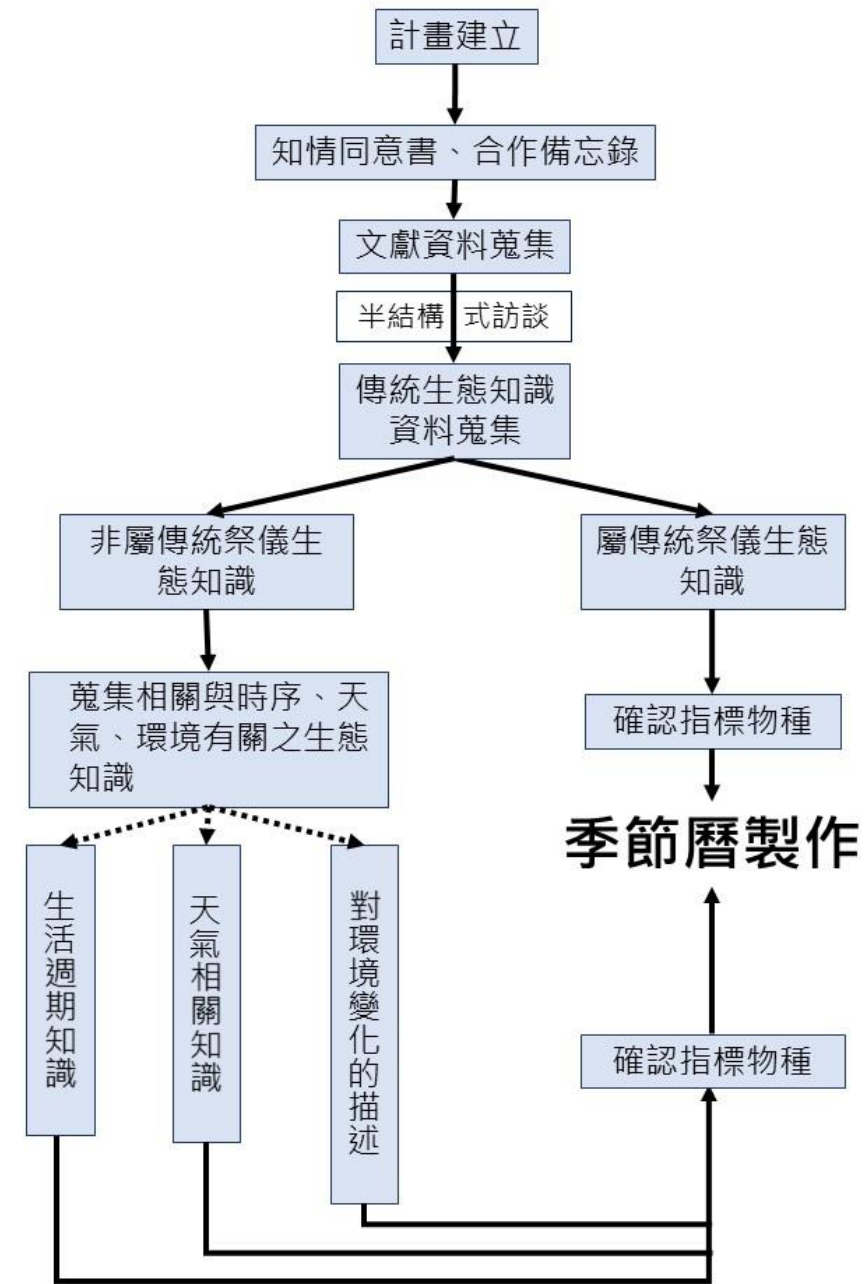 計畫建立
知情同意書、合作備忘錄
文獻資料蒐集
半結構式訪談
傳統生態知識
資料蒐集
非屬傳統祭儀生
態知識
屬傳統祭儀生態
知識
蒐集相關與時序、天
氣、環境有關之生態
知識
確認指標物種
季節曆製作
生活週期知識
天氣相關知識
對環境變化的描述
確認指標物種